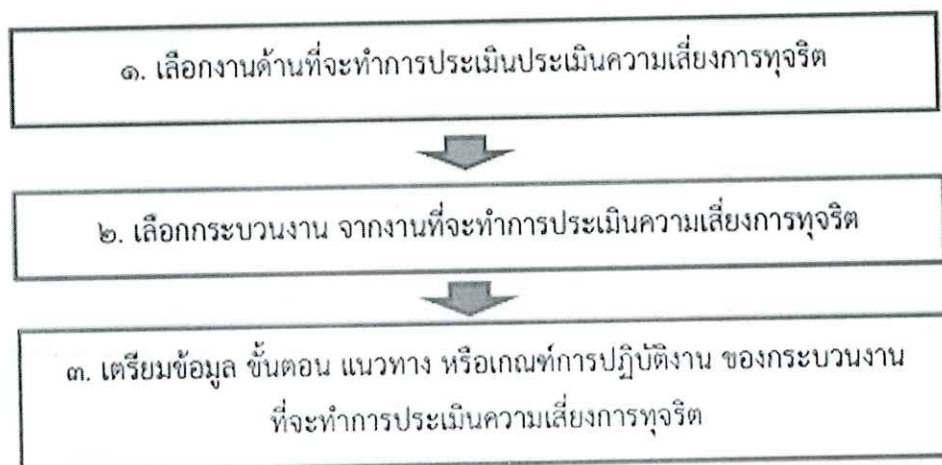 ๑. เลือกงานด้านที่จะทำการประเมินประเมินความเสี่ยงการทุจริต
๒. เลือกกระบวนงาน จากงานที่จะทำการประเมินความเสี่ยงการทุจริต
๓. เตรียมข้อมูล ขั้นตอน แนวทาง หรือเกณฑ์การปฏิบัติงาน ของกระบวนงาน
ที่จะทำการประเมินความเสี่ยงการทุจริต